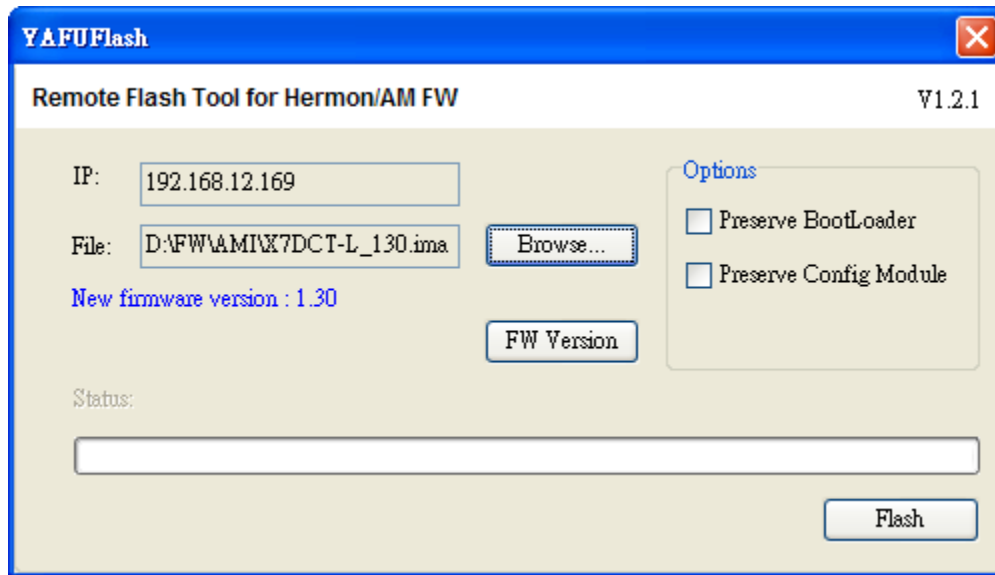 YAFUFlash
Remote Flash Tool for Hermon/AM FW
V1.2.1
IP:
192.168.12.169
File:
D:\FW\AMI\X7DCT-L_130.ima
Browse...
New firmware version : 1.30
FW Version
Options
Preserve BootLoader
Preserve Config Module
Status:
Flash